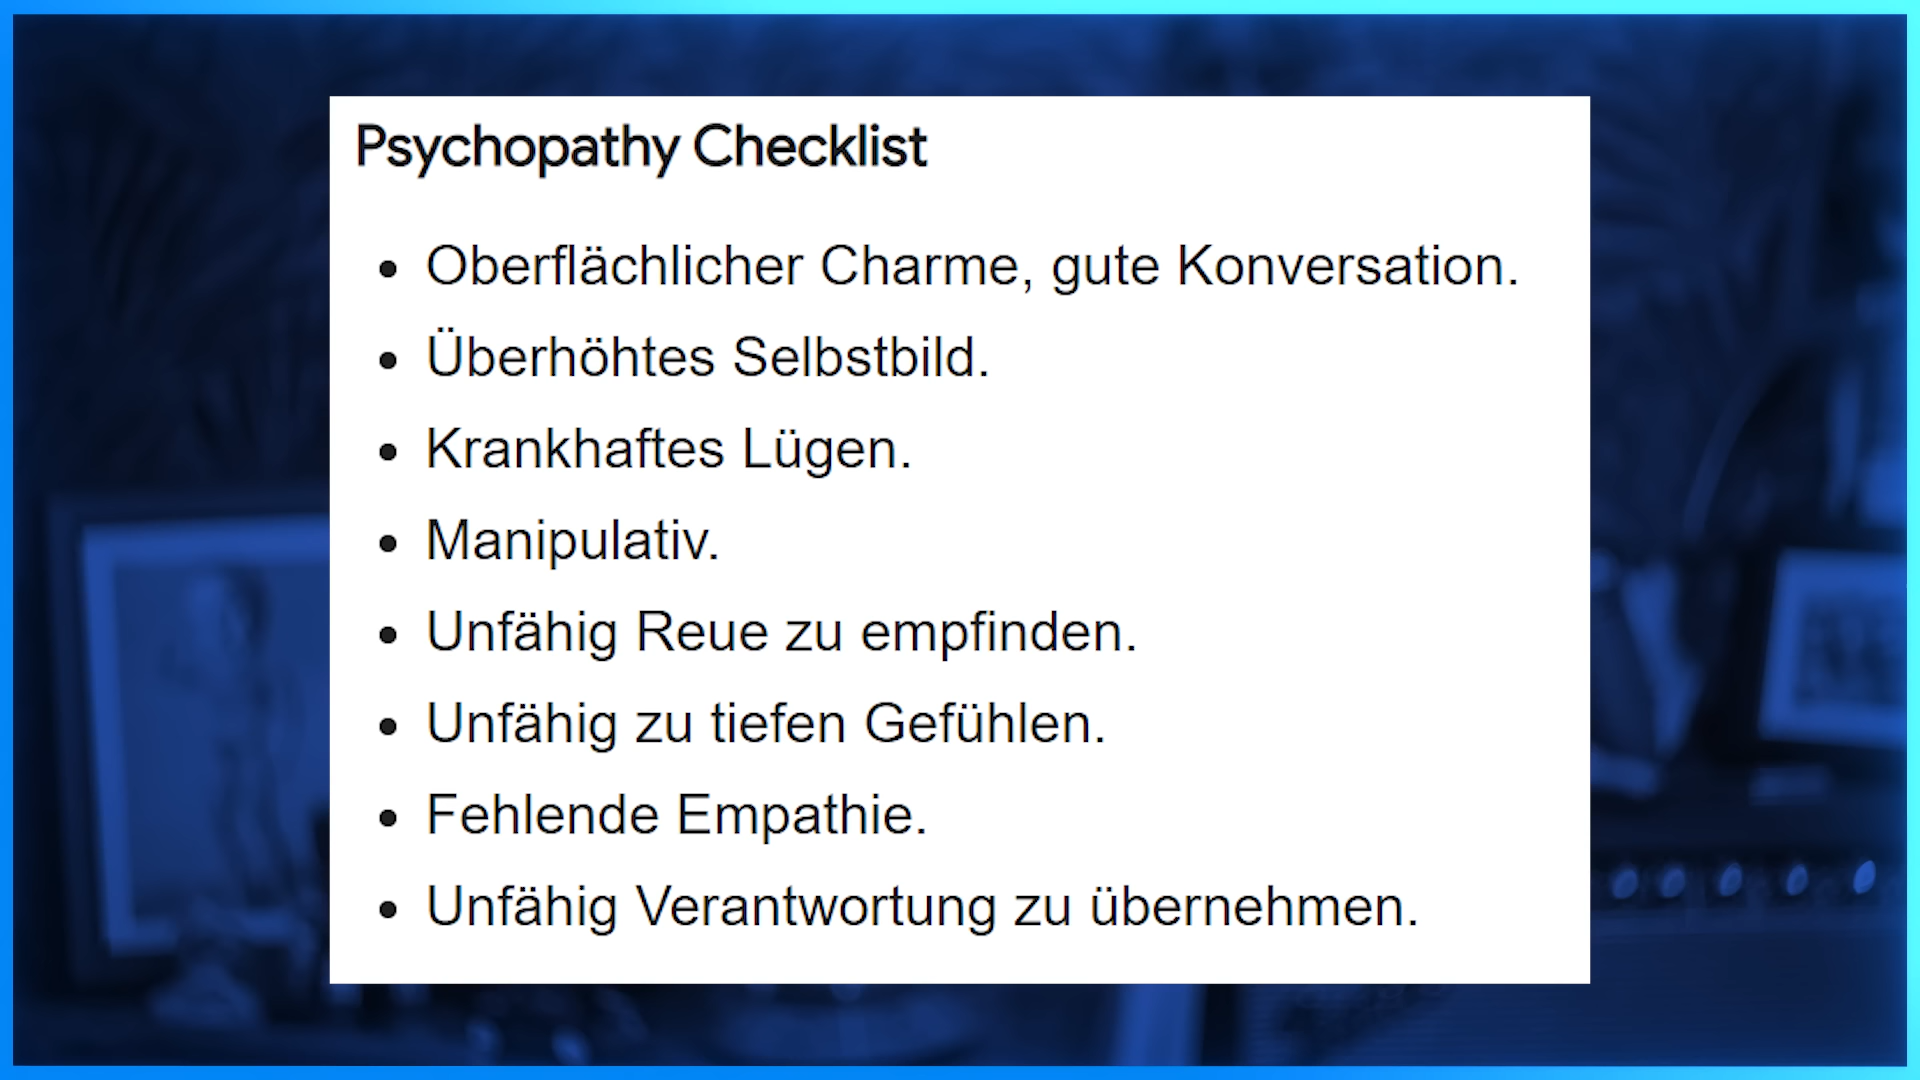 Psychopathy Checklist
• Oberflächlicher Charme, gute Konversation.
• Überhöhtes Selbstbild.
• Krankhaftes Lügen.
• Manipulativ.
• Unfähig Reue zu empfinden.
• Unfähig zu tiefen Gefühlen.
• Fehlende Empathie.
• Unfähig Verantwortung zu übernehmen.